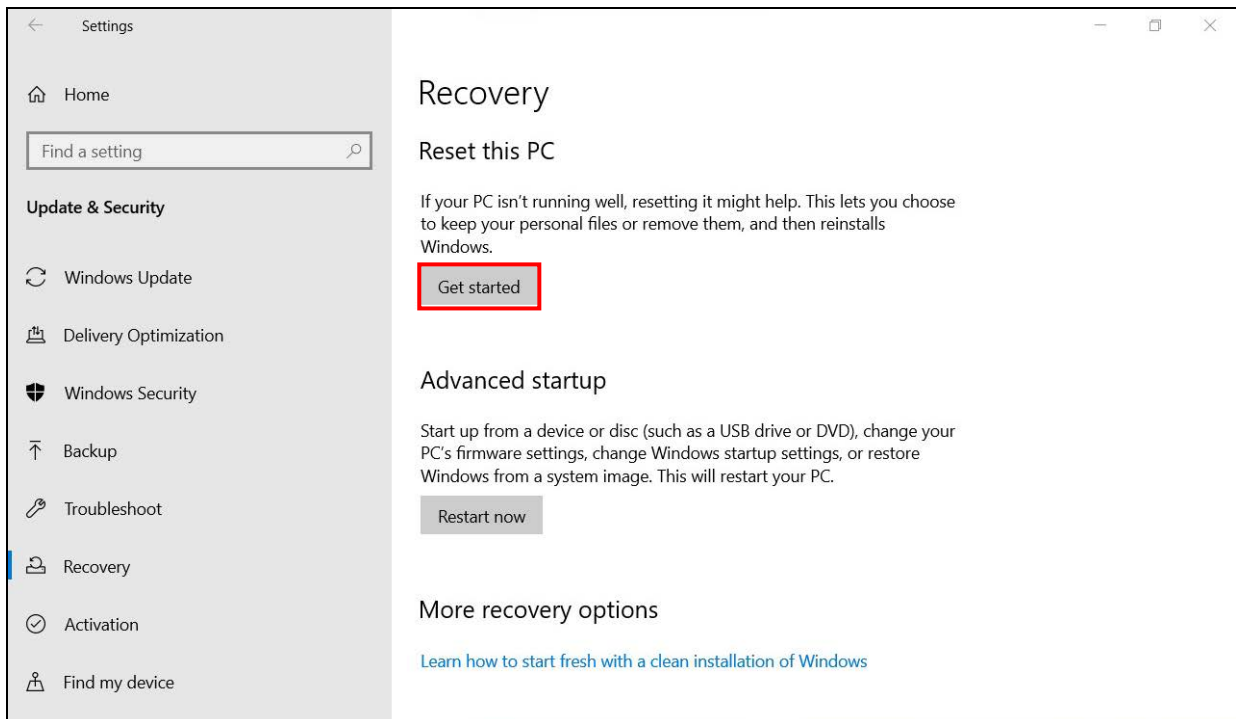 Settings
Home
Find a setting
Update & Security
Windows Update
Delivery Optimization
Windows Security
Backup
Troubleshoot
Recovery
Activation
Find my device
Recovery
Reset this PC
If your PC isn't running well, resetting it might help. This lets you choose
to keep your personal files or remove them, and then reinstalls
Windows.
Get started
Advanced startup
Start up from a device or disc (such as a USB drive or DVD), change your
PC's firmware settings, change Windows startup settings, or restore
Windows from a system image. This will restart your PC.
Restart now
More recovery options
Learn how to start fresh with a clean installation of Windows